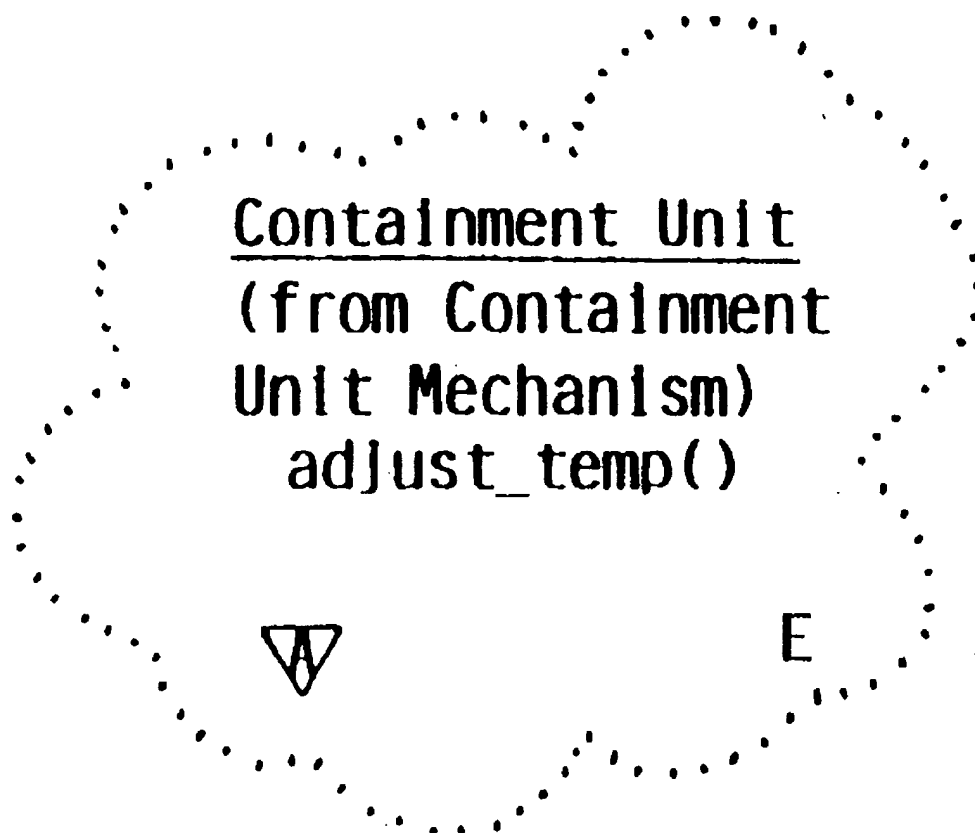 Containment Unit
(from Containment
Unit Mechanism)
adjust_temp()
A
E